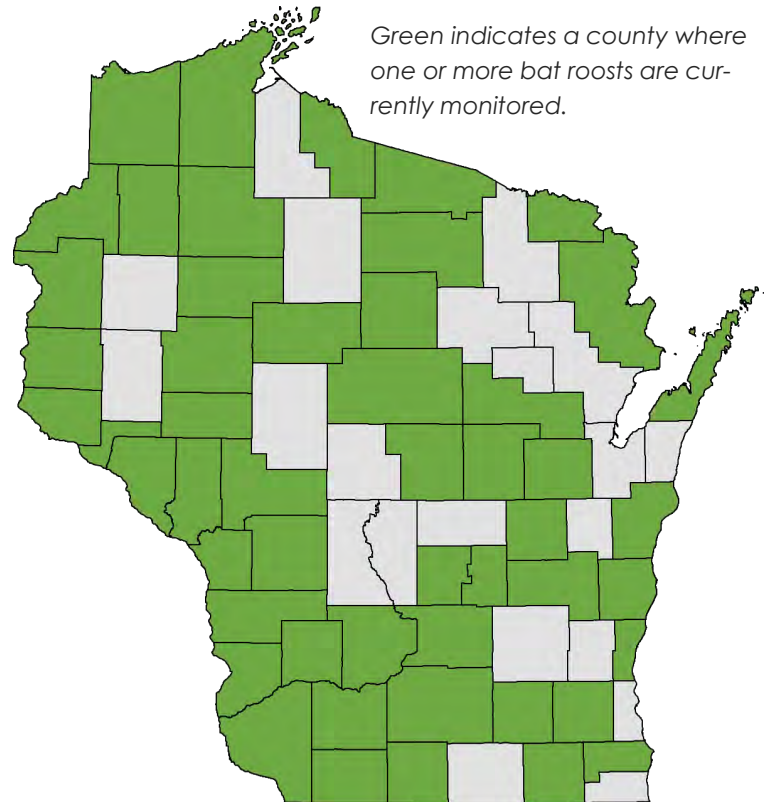 Green indicates a county where
one or more bat roosts are cur-
rently monitored.